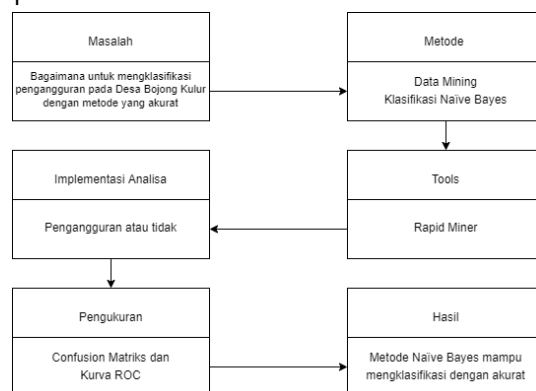 Masalah
Bagaimana untuk mengklasifikasi
pengangguran pada Desa Bojong Kulur
dengan metode yang akurat
Metode
Data Mining
Klasifikasi Naïve Bayes
Tools
Rapid Miner
Implementasi Analisa
Pengangguran atau tidak
Pengukuran
Confusion Matriks dan
Kurva ROC
Hasil
Metode Naïve Bayes mampu
mengklasifikasi dengan akurat